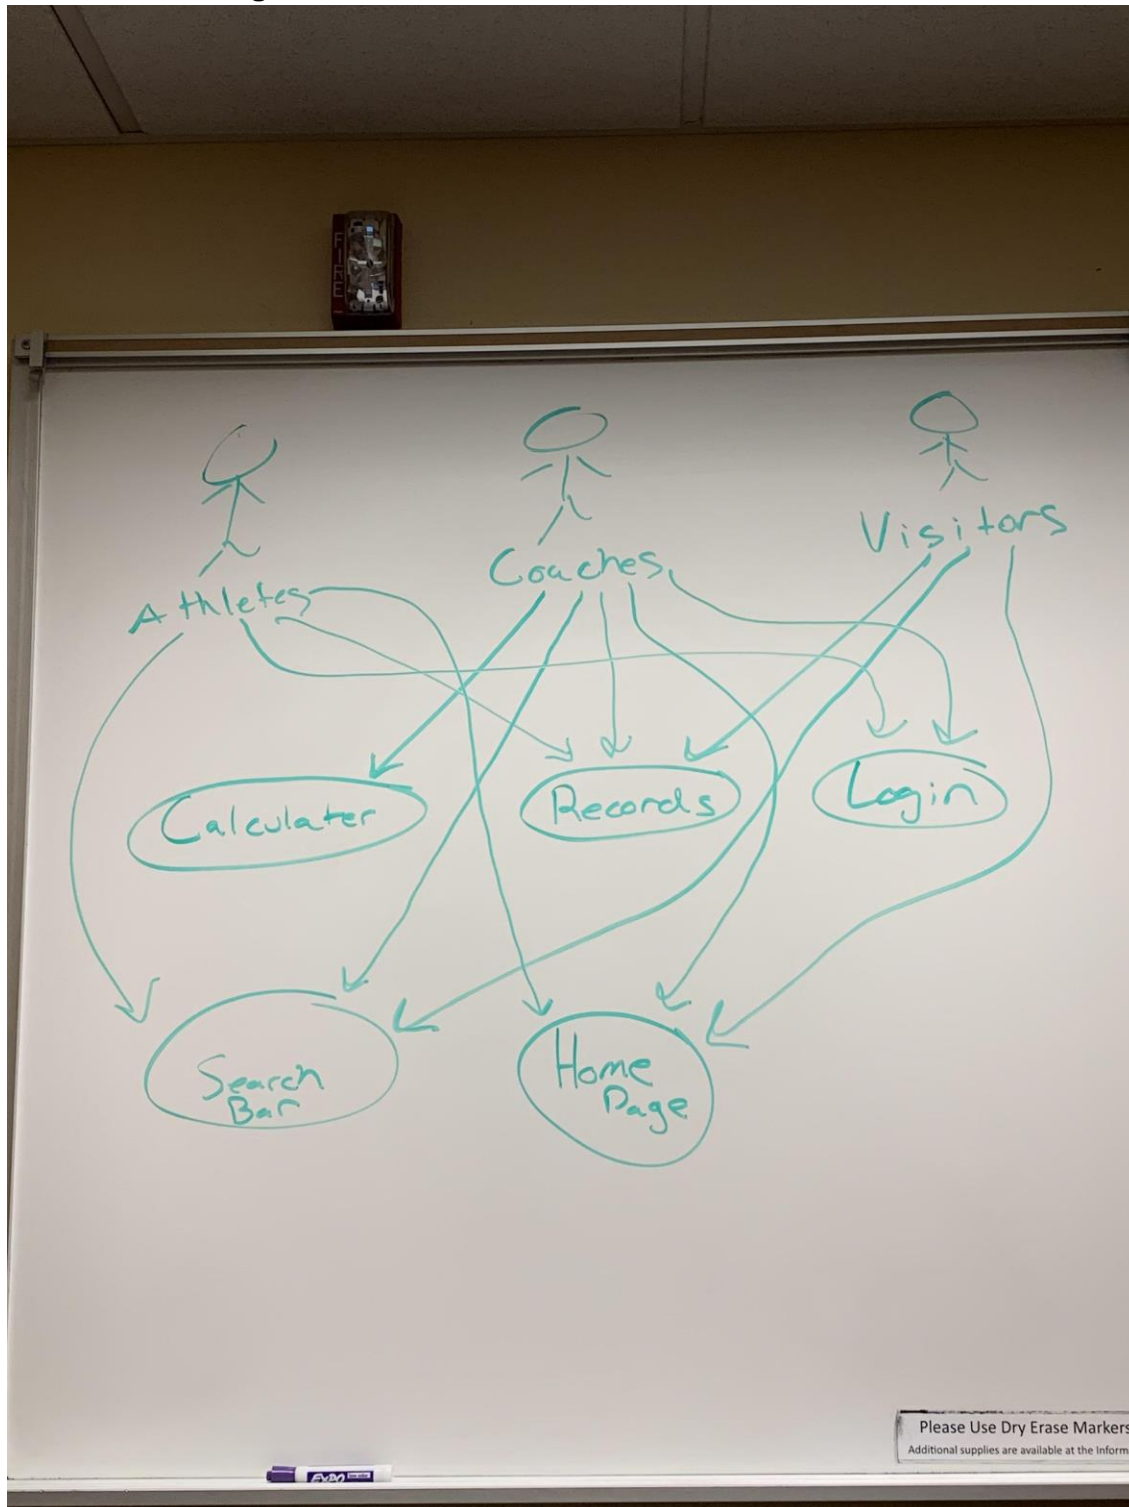 FIRE
Athletes
Coaches
Visitors
Calculater
Records
Login
Search
Bar
Home
Page
Please Use Dry Erase Markers
Additional supplies are available at the Inform
EXPO